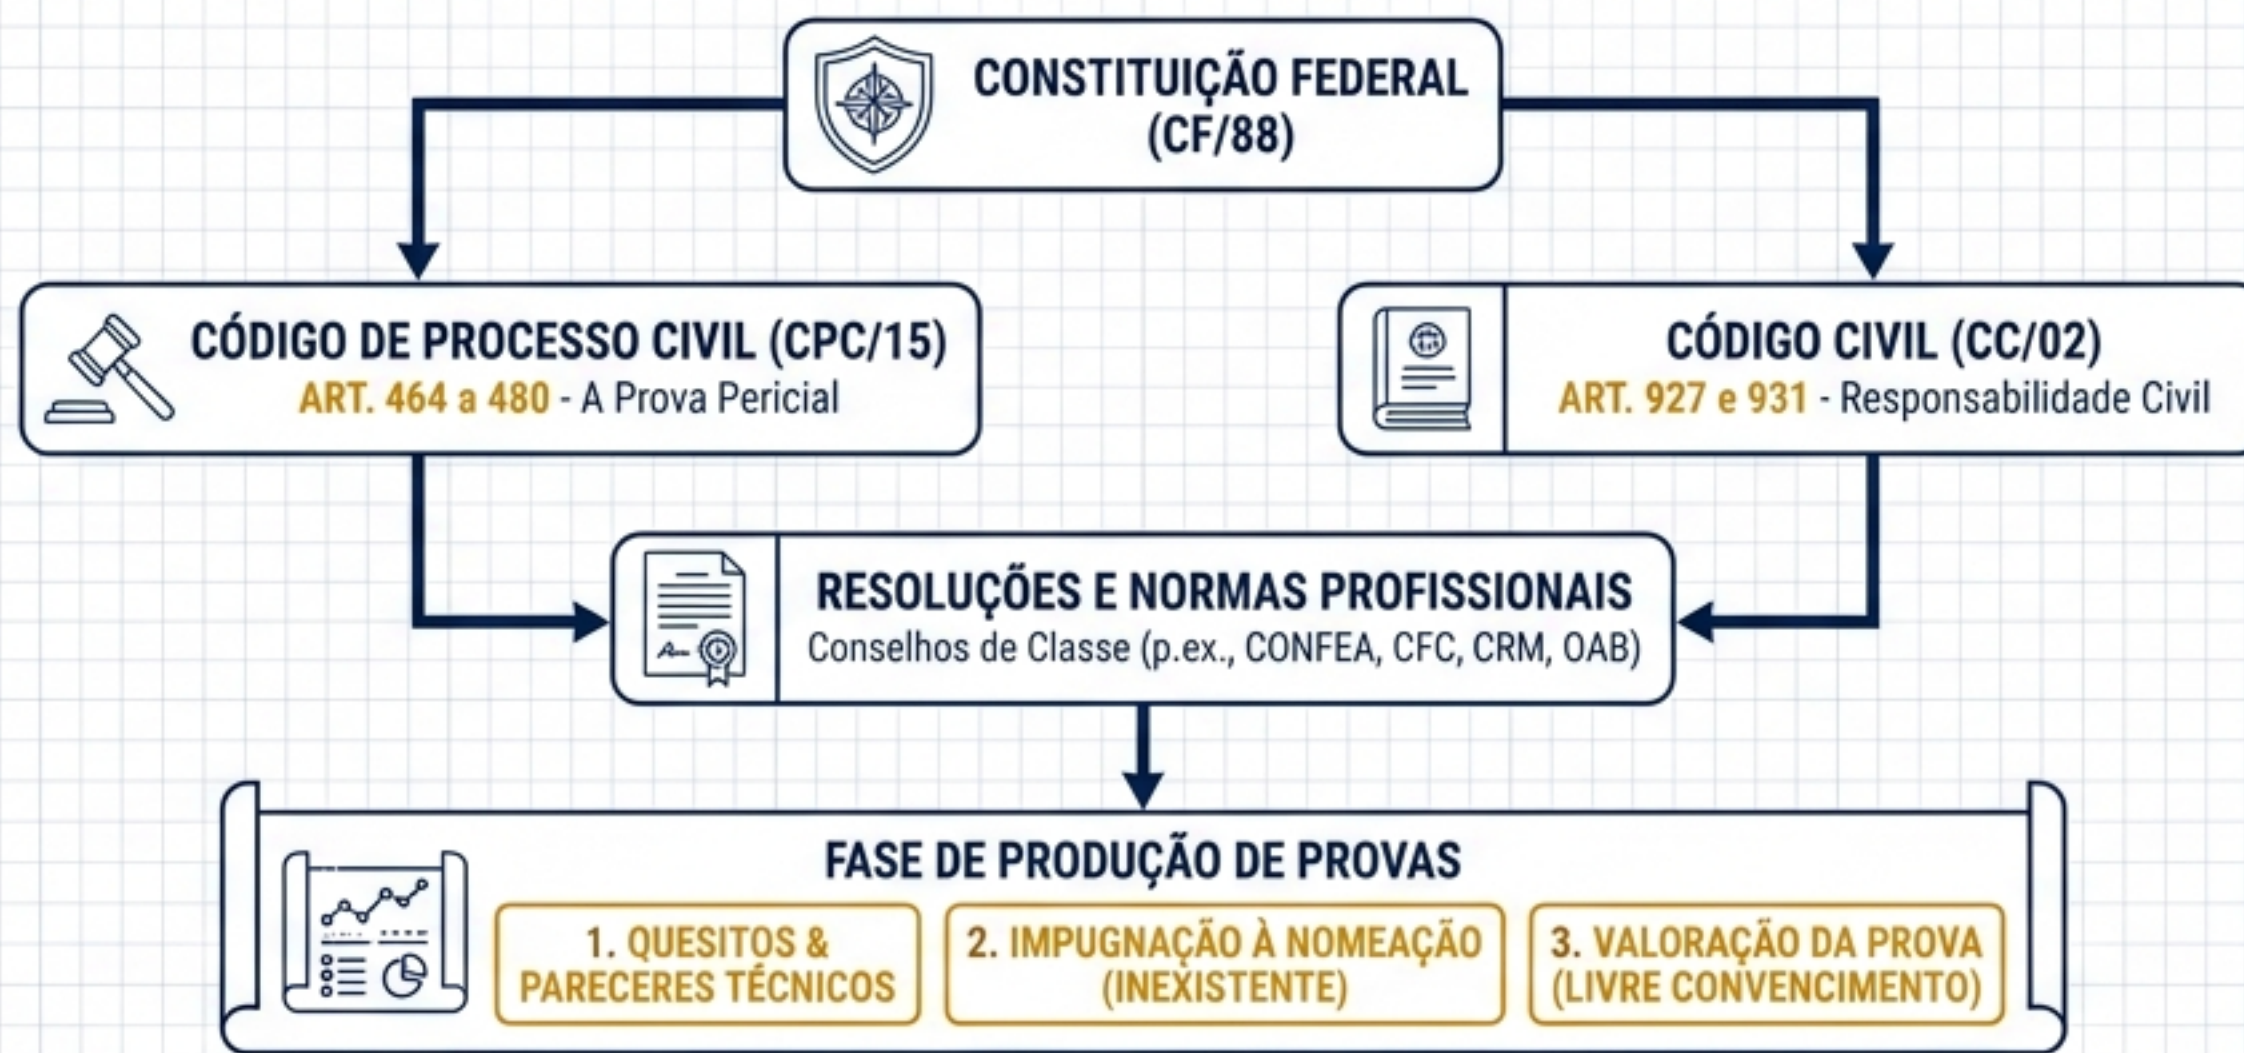 CONSTITUIÇÃO FEDERAL
(CF/88)
CÓDIGO DE PROCESSO CIVIL (CPC/15)
ART. 464 a 480 - A Prova Pericial
CÓDIGO CIVIL (CC/02)
ART. 927 e 931 - Responsabilidade Civil
RESOLUÇÕES E NORMAS PROFISSIONAIS
Conselhos de Classe (p.ex., CONFEA, CFC, CRM, OAB)
FASE DE PRODUÇÃO DE PROVAS
1. QUESITOS &
PARECERES TÉCNICOS
2. IMPUGNAÇÃO À NOMEAÇÃO
(INEXISTENTE)
3. VALORAÇÃO DA PROVA
(LIVRE CONVENCIMENTO)